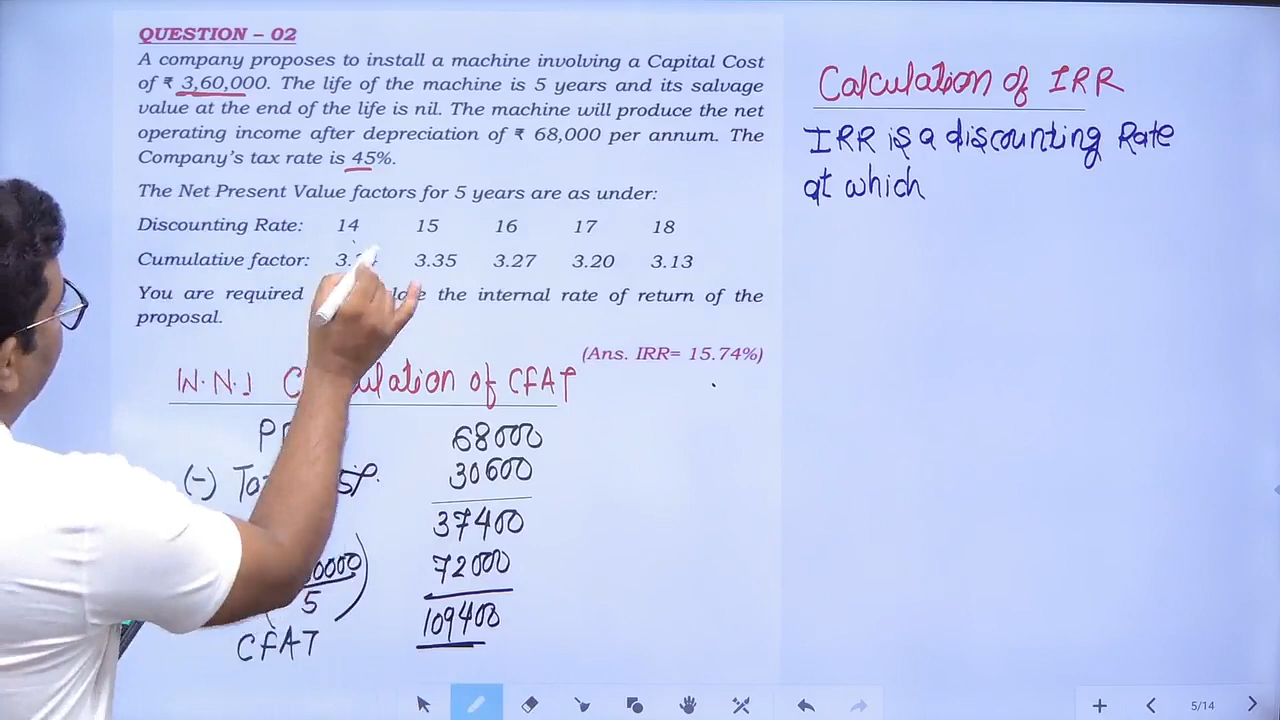 QUESTION – 02
A company proposes to install a machine involving a Capital Cost
of ₹ 3,60,000. The life of the machine is 5 years and its salvage
value at the end of the life is nil. The machine will produce the net
operating income after depreciation of ₹ 68,000 per annum. The
Company's tax rate is 45%.
The Net Present Value factors for 5 years are as under:
Discounting Rate: 14 15 16 17 18
Cumulative factor: 3.35 3.27 3.20 3.13
You are required the internal rate of return of the
proposal.
(Ans. IRR= 15.74%)
W.N.1 of CFAT
68000
(-) 30600
37400
72000
5
CFAT 109400
Calculation of IRR
IRR is a discounting Rate
at which
5/14